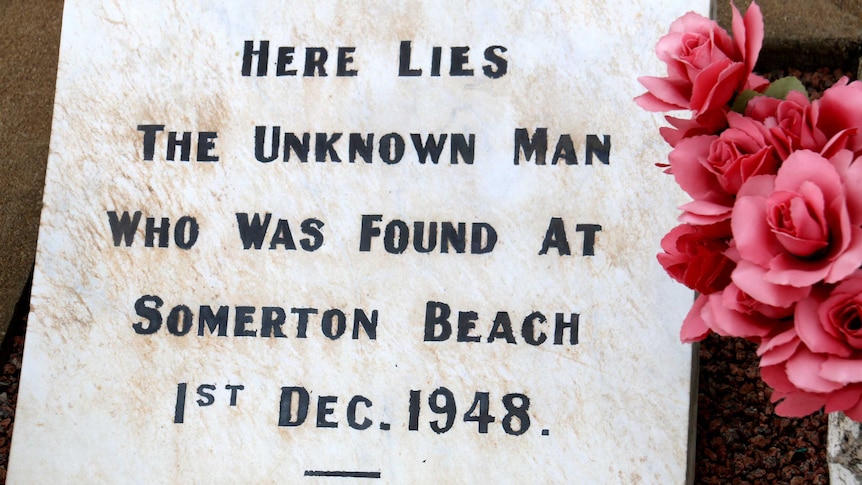 Here Lies
The Unknown Man
Who Was Found At
Somerton Beach
1st Dec. 1948.